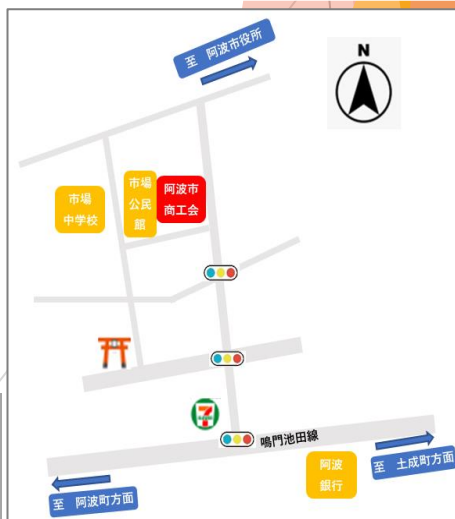 至 阿波市役所
N
市場
中学校
市場
公民
館
阿波市
商工会
7
鳴門池田線
阿波
銀行
至 土成町方面
至 阿波町方面